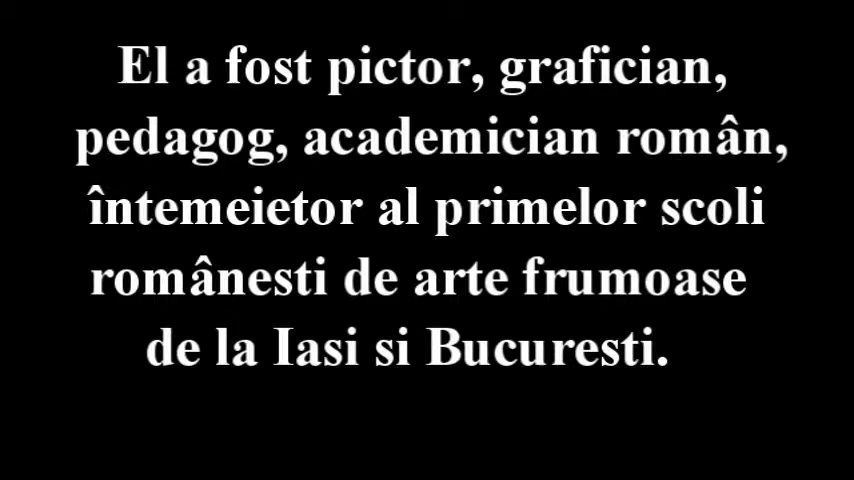 El a fost pictor, grafician,
pedagog, academician român,
întemeietor al primelor scoli
românesti de arte frumoase
de la Iasi si Bucuresti.